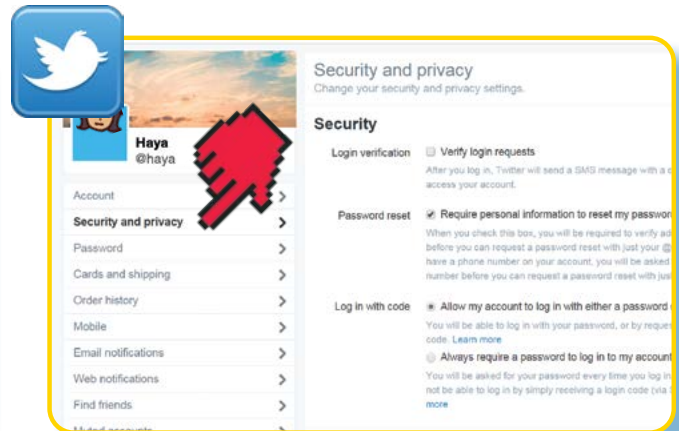 Haya
@haya
Account
Security and privacy
Password
Cards and shipping
Order history
Mobile
Email notifications
Web notifications
Find friends
Muted accounts
Security and privacy
Change your security and privacy settings.
Security
Login verification
Verify login requests
After you log in, Twitter will send a SMS message with a
access your account.
Password reset
Require personal information to reset my
When you check this box, you will be required to verify
before you can request a password reset with just your
have a phone number on your account, you will be asked
number before you can request a password reset with
Log in with code
Allow my account to log in with either a password
You will be able to log in with your password, or by
code. Learn more
Always require a password to log in to my account
You will be asked for your password every time you log in
not be able to log in by simply receiving a login code (via
more